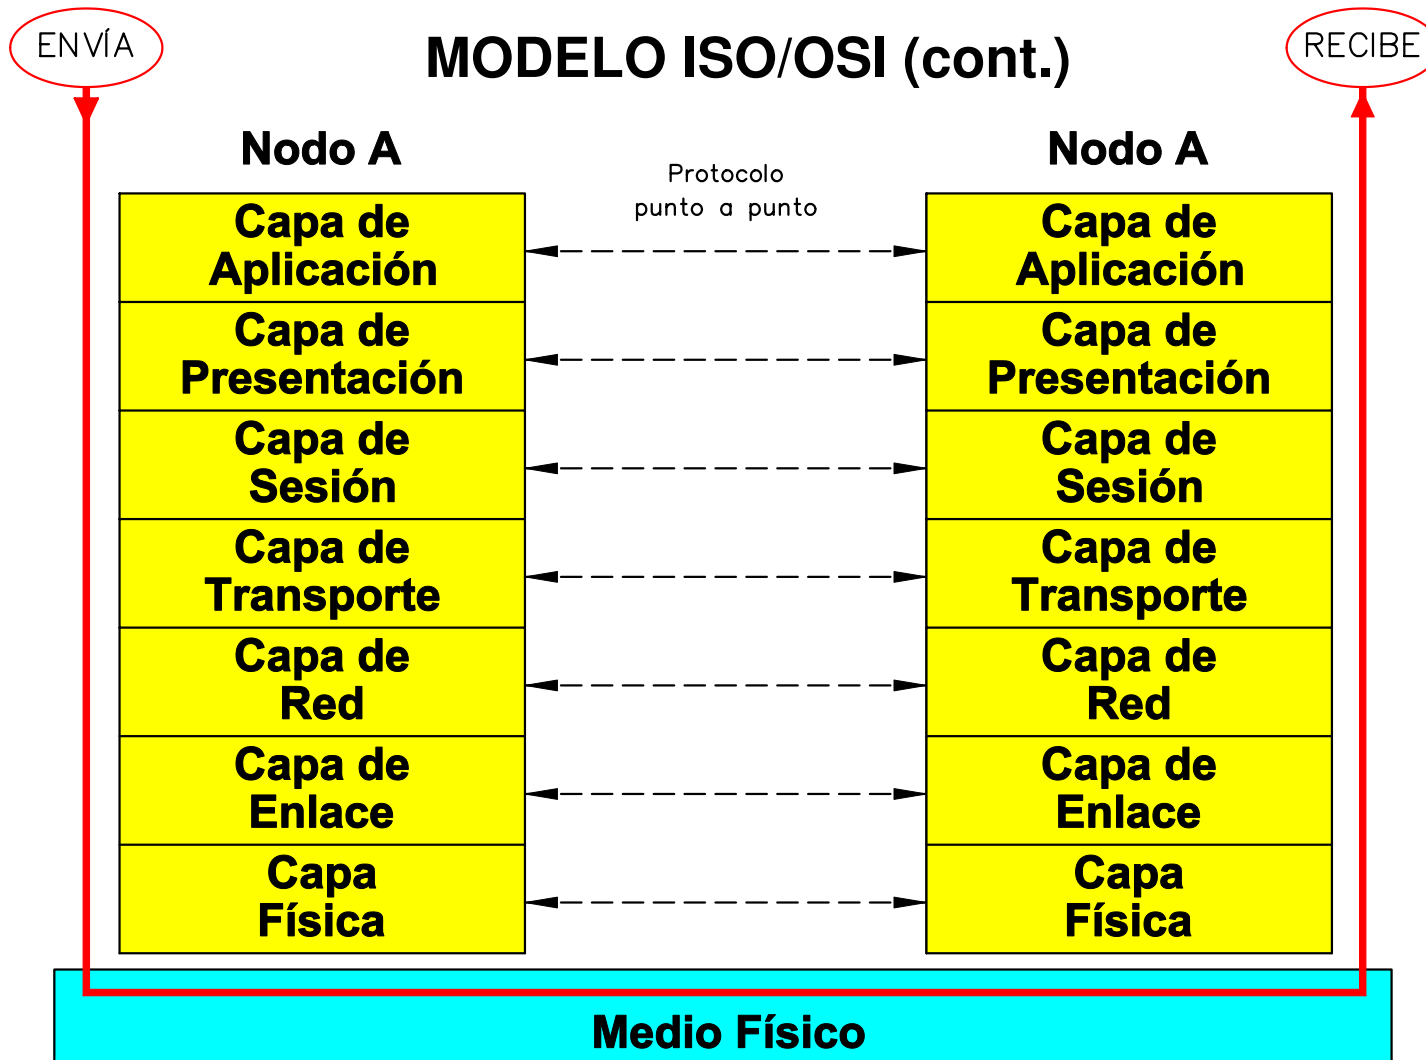 ENVÍA
MODELO ISO/OSI (cont.)
RECIBE
Nodo A
Nodo A
Protocolo
punto a punto
Capa de
Aplicación
Capa de
Aplicación
Capa de
Presentación
Capa de
Presentación
Capa de
Sesión
Capa de
Sesión
Capa de
Transporte
Capa de
Transporte
Capa de
Red
Capa de
Red
Capa de
Enlace
Capa de
Enlace
Capa
Física
Capa
Física
Medio Físico